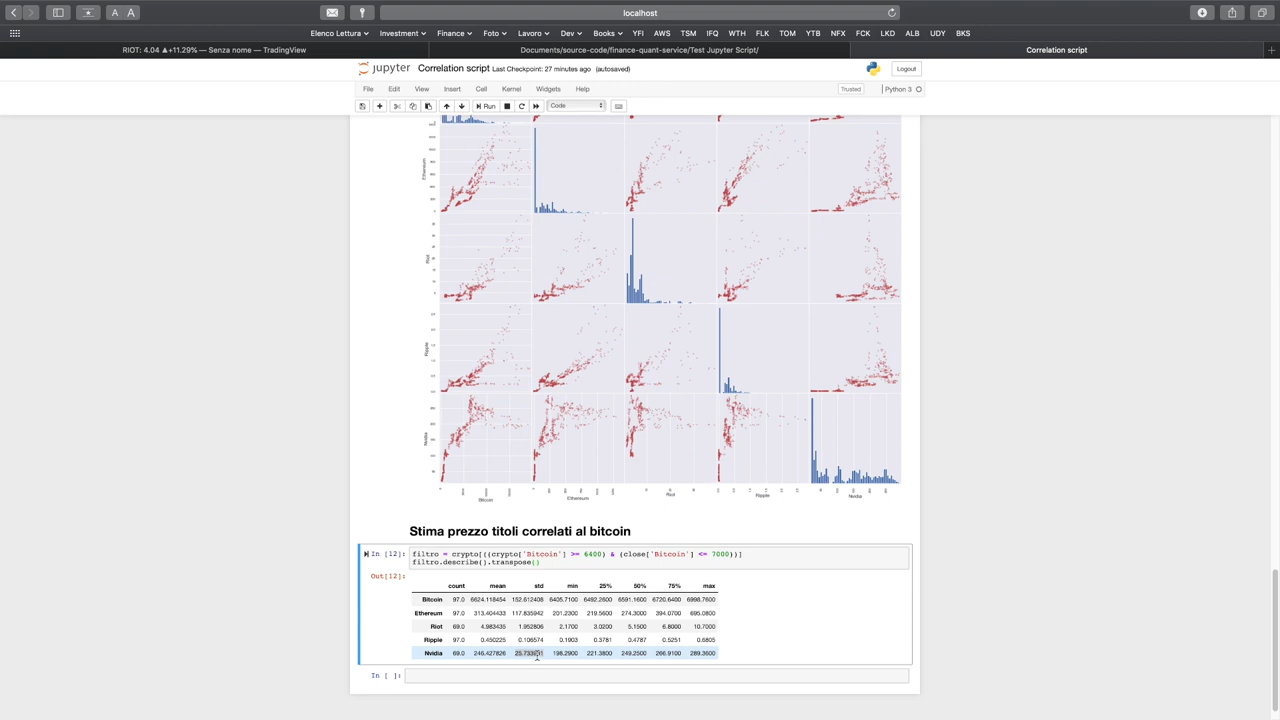 localhost
Elenco Lettura Investment Finance Foto Lavoro Dev Books YFI AWS TSM IFQ WTH FLK TOM YTB NFX FCK LKD ALB UDY BKS
RIOT: 4.04 ▲+11.29% — Senza nome — TradingView
Documents/source-code/finance-quant-service/Test Jupyter Script/
Correlation script
jupyter Correlation script Last Checkpoint: 27 minutes ago (autosaved) Logout
File Edit View Insert Cell Kernel Widgets Help Trusted Python 3
Run Code
Ethereum
Riot
Ripple
Nvidia
Bitcoin Ethereum Riot Ripple Nvidia
Stima prezzo titoli correlati al bitcoin
In [12]: filtro = crypto[((crypto['Bitcoin'] >= 6400) & (close['Bitcoin'] <= 7000))]
filtro.describe().transpose()
Out[12]:
count mean std min 25% 50% 75% max
Bitcoin 97.0 6624.118454 152.612408 6405.7100 6492.2600 6591.1600 6720.6400 6998.7600
Ethereum 97.0 313.404433 117.835942 201.2300 219.5600 274.3000 394.0700 695.0800
Riot 69.0 4.983435 1.952806 2.1700 3.0200 5.1500 6.8000 10.7000
Ripple 97.0 0.450225 0.106574 0.1903 0.3781 0.4787 0.5251 0.6805
Nvidia 69.0 246.427826 198.2900 221.3800 249.2500 266.9100 289.3600
In [ ]: